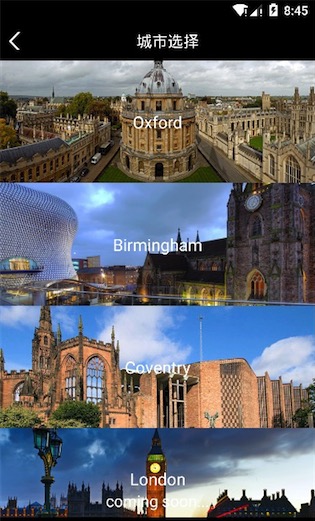 8:45
城市选择
Oxford
Birmingham
Coventry
London
coming soon...